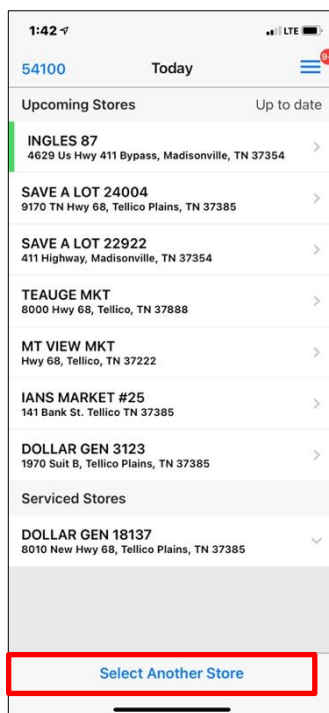 1:42 LTE
9+
54100 Today
Upcoming Stores Up to date
INGLES 87
4629 Us Hwy 411 Bypass, Madisonville, TN 37354
SAVE A LOT 24004
9170 TN Hwy 68, Tellico Plains, TN 37385
SAVE A LOT 22922
411 Highway, Madisonville, TN 37354
TEAUGE MKT
8000 Hwy 68, Tellico, TN 37888
MT VIEW MKT
Hwy 68, Tellico, TN 37222
IANS MARKET #25
141 Bank St. Tellico TN 37385
DOLLAR GEN 3123
1970 Suit B, Tellico Plains, TN 37385
Serviced Stores
DOLLAR GEN 18137
8010 New Hwy 68, Tellico Plains, TN 37385
Select Another Store